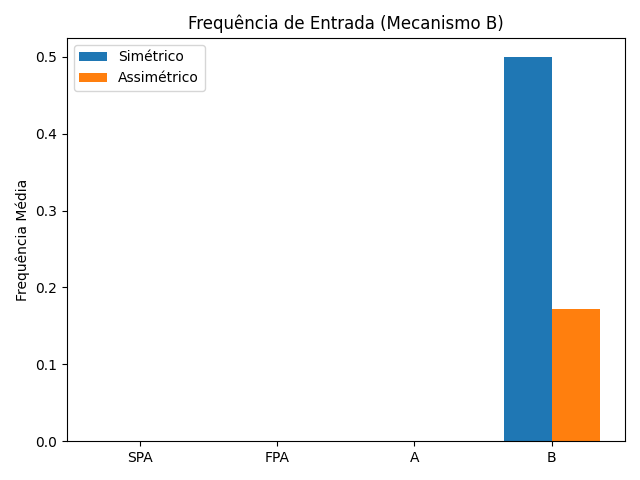 Frequência de Entrada (Mecanismo B)
Simétrico
Assimétrico
Frequência Média
0.5
0.4
0.3
0.2
0.1
0.0
SPA
FPA
A
B